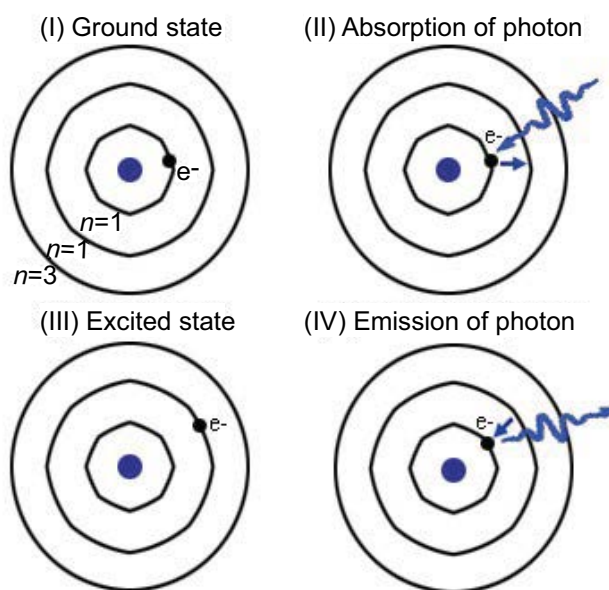 (I) Ground state
(II) Absorption of photon
e-
e-
n=1
n=1
n=3
(III) Excited state
(IV) Emission of photon
e-
e-